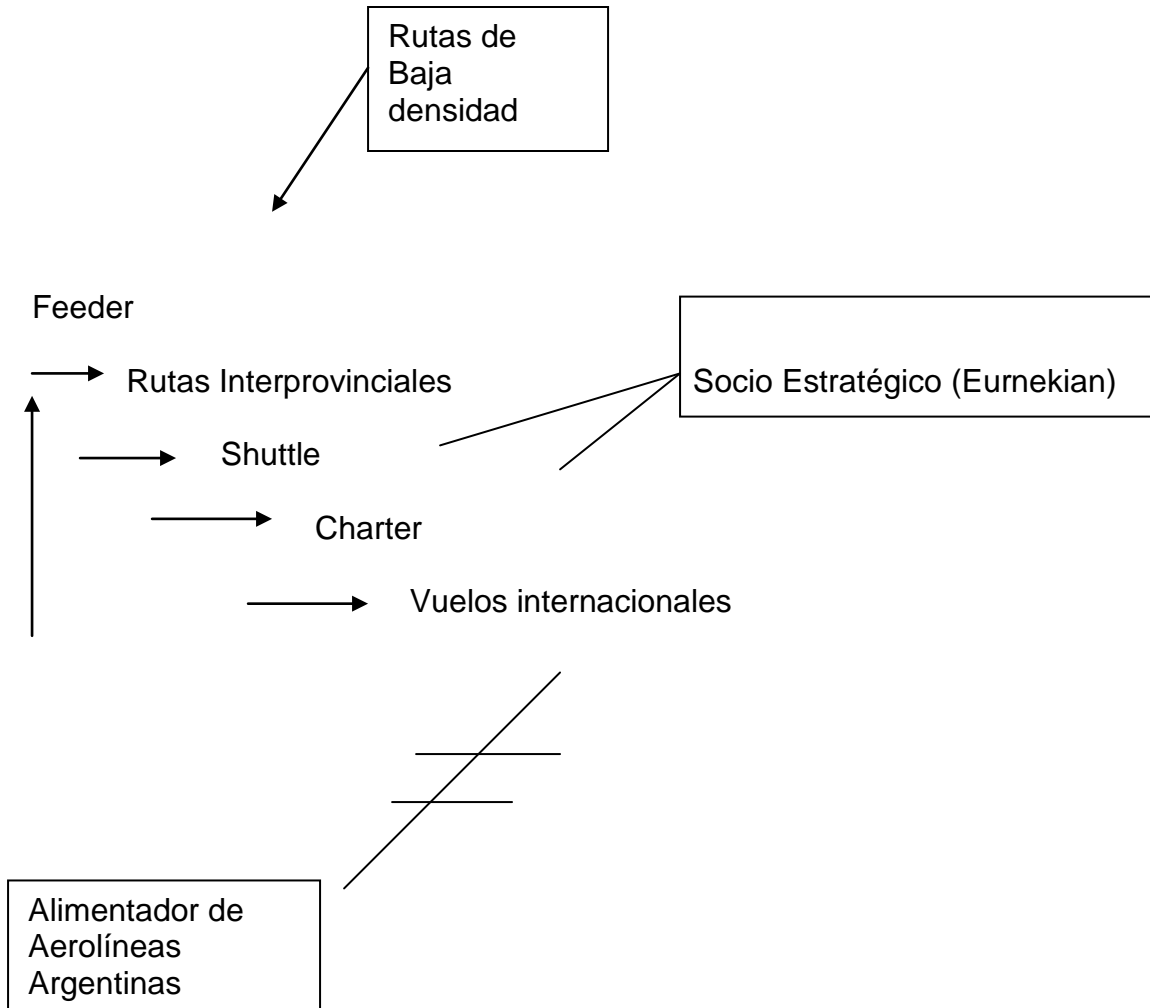 Rutas de
Baja
densidad
Feeder
Rutas Interprovinciales
Socio Estratégico (Eurnekian)
Shuttle
Charter
Vuelos internacionales
Alimentador de
Aerolíneas
Argentinas